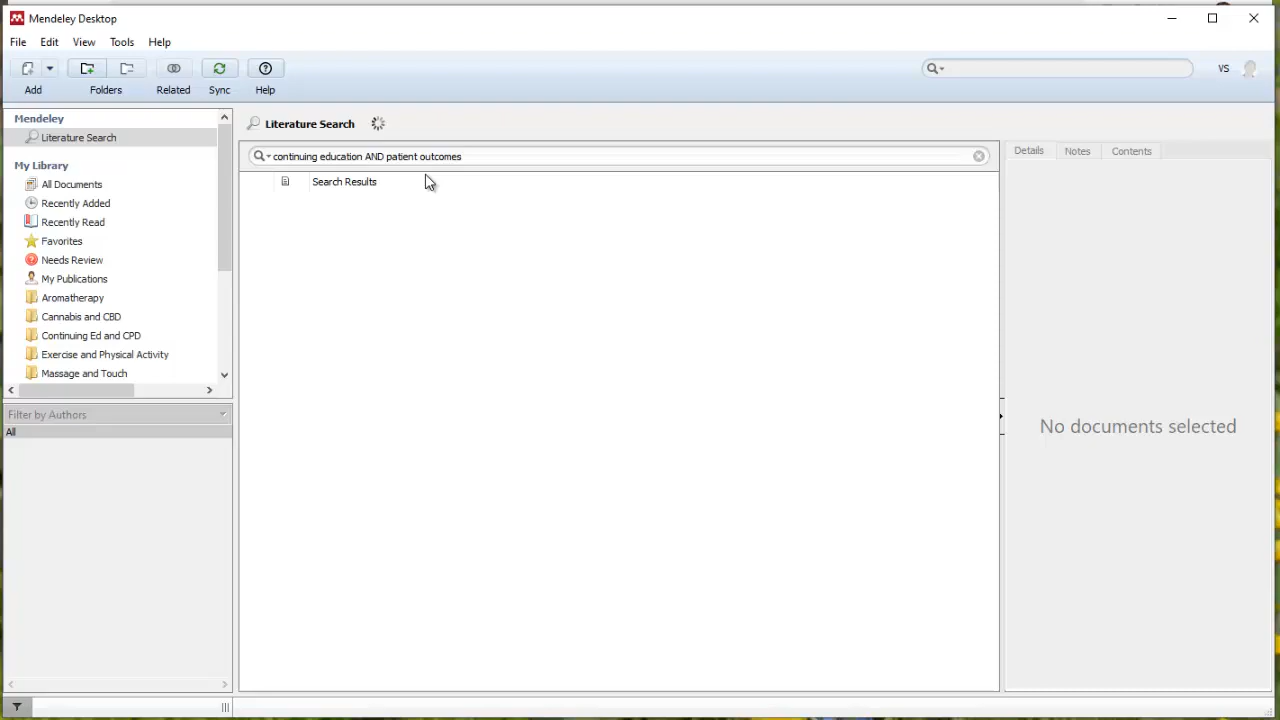 Mendeley Desktop
File Edit View Tools Help
VS
Add Folders Related Sync Help
Mendeley
Literature Search
My Library
All Documents
Recently Added
Recently Read
Favorites
Needs Review
My Publications
Aromatherapy
Cannabis and CBD
Continuing Ed and CPD
Exercise and Physical Activity
Massage and Touch
Filter by Authors
All
Literature Search
continuing education AND patient outcomes
Search Results
Details Notes Contents
No documents selected